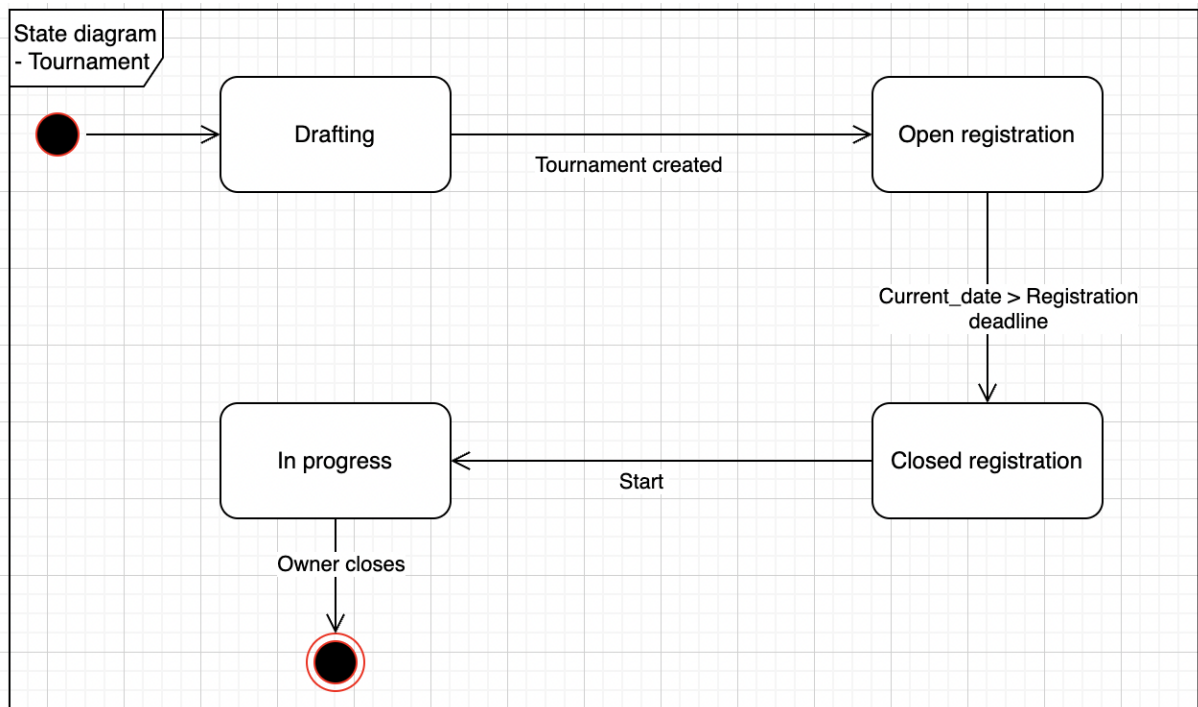 State diagram
- Tournament
Drafting
Open registration
Tournament created
Current_date > Registration
deadline
In progress
Closed registration
Start
Owner closes